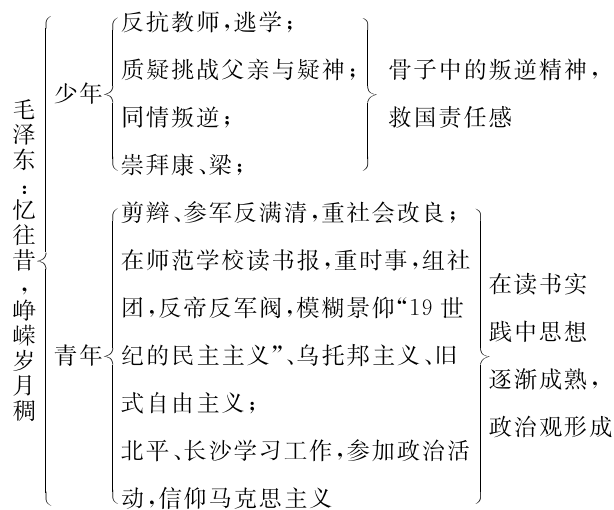 毛泽东：忆往昔，峥嵘岁月稠
少年
反抗教师，逃学；
质疑挑战父亲与疑神；
同情叛逆；
崇拜康、梁；
骨子中的叛逆精神，
救国责任感
青年
剪辫、参军反满清，重社会改良；
在师范学校读书报，重时事，组社
团，反帝反军阀，模糊景仰“19 世
纪的民主主义”、乌托邦主义、旧
式自由主义；
北平、长沙学习工作，参加政治活
动，信仰马克思主义
在读书实
践中思想
逐渐成熟，
政治观形成